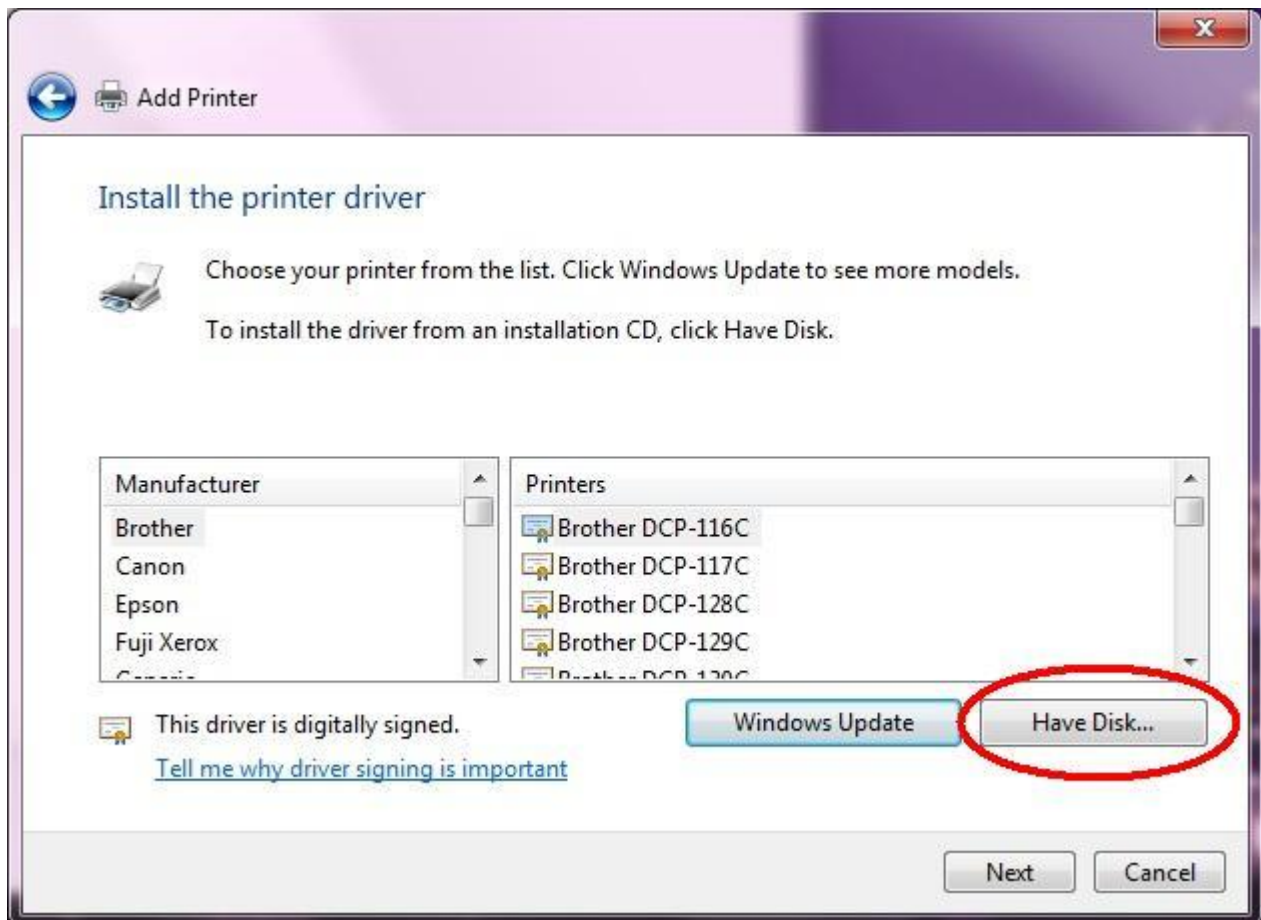 Add Printer
Install the printer driver
Choose your printer from the list. Click Windows Update to see more models.
To install the driver from an installation CD, click Have Disk.
Manufacturer
Brother
Canon
Epson
Fuji Xerox
Printers
Brother DCP-116C
Brother DCP-117C
Brother DCP-128C
Brother DCP-129C
This driver is digitally signed.
Tell me why driver signing is important
Windows Update
Have Disk...
Next
Cancel